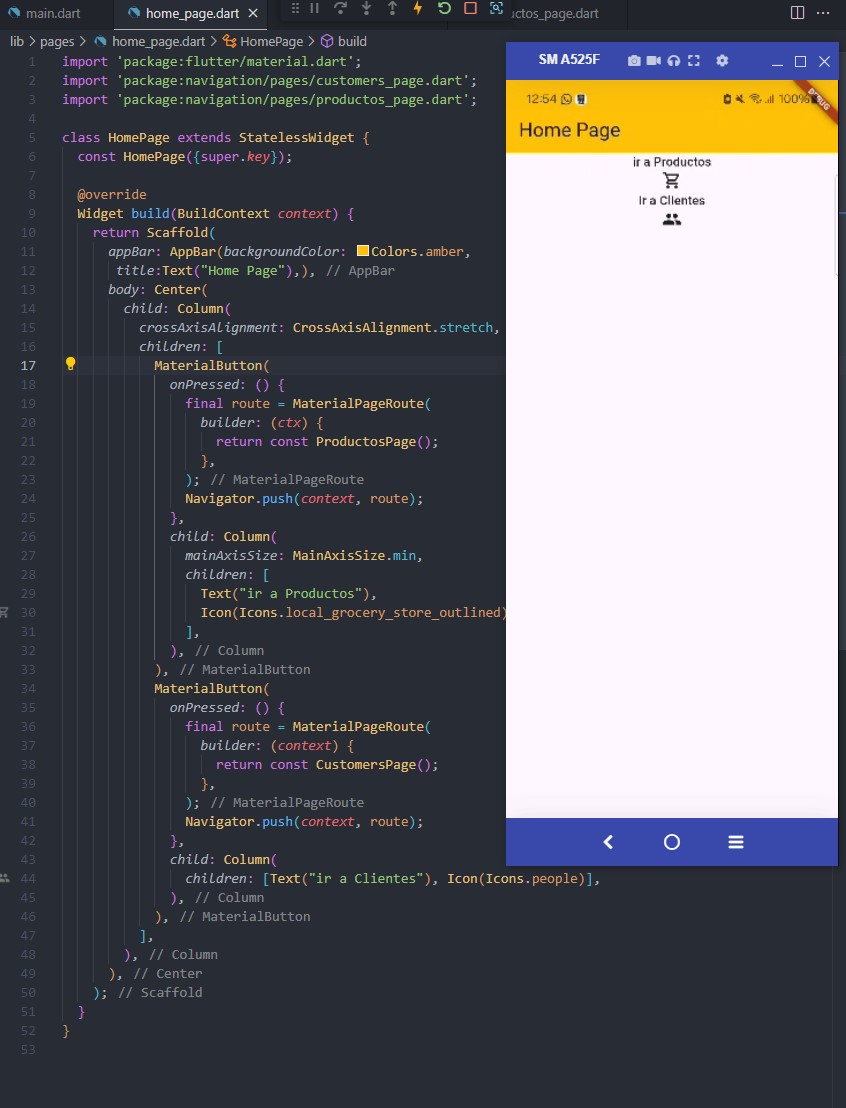 main.dart
home_page.dart
uctos_page.dart
lib > pages > home_page.dart > HomePage > build
1 import 'package:flutter/material.dart';
2 import 'package:navigation/pages/customers_page.dart';
3 import 'package:navigation/pages/productos_page.dart';
4
5 class HomePage extends StatelessWidget {
6 const HomePage({super.key});
7
8 @override
9 Widget build(BuildContext context) {
10 return Scaffold(
11 appBar: AppBar(backgroundColor: Colors.amber,
12 title:Text("Home Page"),), // AppBar
13 body: Center(
14 child: Column(
15 crossAxisAlignment: CrossAxisAlignment.stretch,
16 children: [
17 MaterialButton(
18 onPressed: () {
19 final route = MaterialPageRoute(
20 builder: (ctx) {
21 return const ProductosPage();
22 },
23 ); // MaterialPageRoute
24 Navigator.push(context, route);
25 },
26 child: Column(
27 mainAxisSize: MainAxisSize.min,
28 children: [
29 Text("ir a Productos"),
30 Icon(Icons.local_grocery_store_outlined)
31 ],
32 ), // Column
33 ), // MaterialButton
34 MaterialButton(
35 onPressed: () {
36 final route = MaterialPageRoute(
37 builder: (context) {
38 return const CustomersPage();
39 },
40 ); // MaterialPageRoute
41 Navigator.push(context, route);
42 },
43 child: Column(
44 children: [Text("ir a Clientes"), Icon(Icons.people)],
45 ), // Column
46 ), // MaterialButton
47 ],
48 ), // Column
49 ), // Center
50 ); // Scaffold
51 }
52 }
53
SM A525F
12:54 100%
DEBUG
Home Page
ir a Productos
ir a Clientes